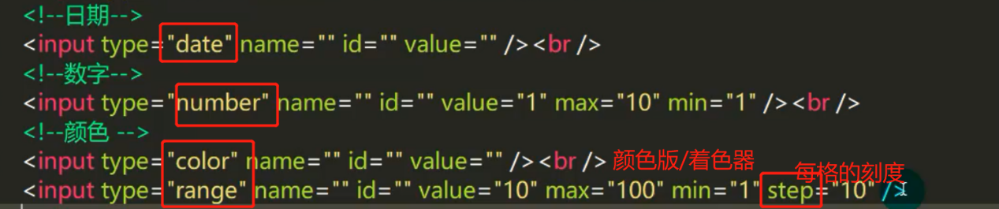 <!--日期-->
<input type="date" name="" id="" value="" /><br />
<!--数字-->
<input type="number" name="" id="" value="1" max="10" min="1" /><br />
<!--颜色 -->
<input type="color" name="" id="" value="" /><br /> 颜色版/着色器
每格的刻度
<input type="range" name="" id="" value="10" max="100" min="1" step="10" />